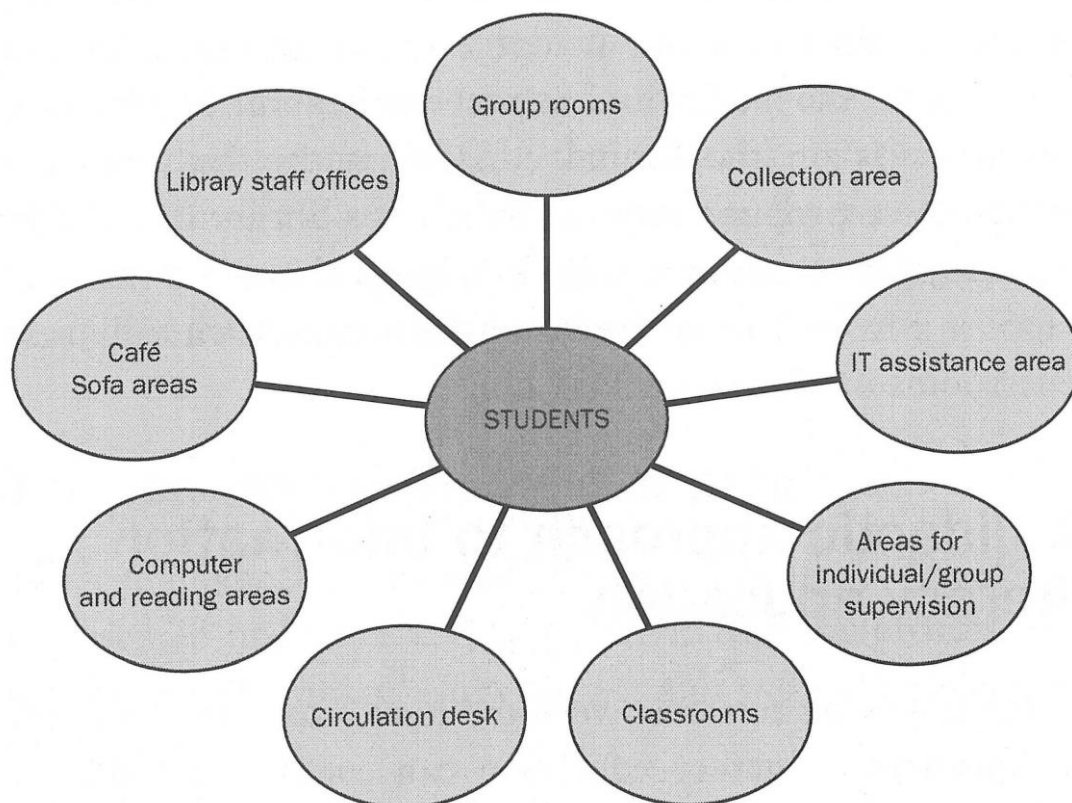 Group rooms
Collection area
IT assistance area
Areas for
individual/group
supervision
Classrooms
Circulation desk
Computer
and reading areas
Café
Sofa areas
Library staff offices
STUDENTS